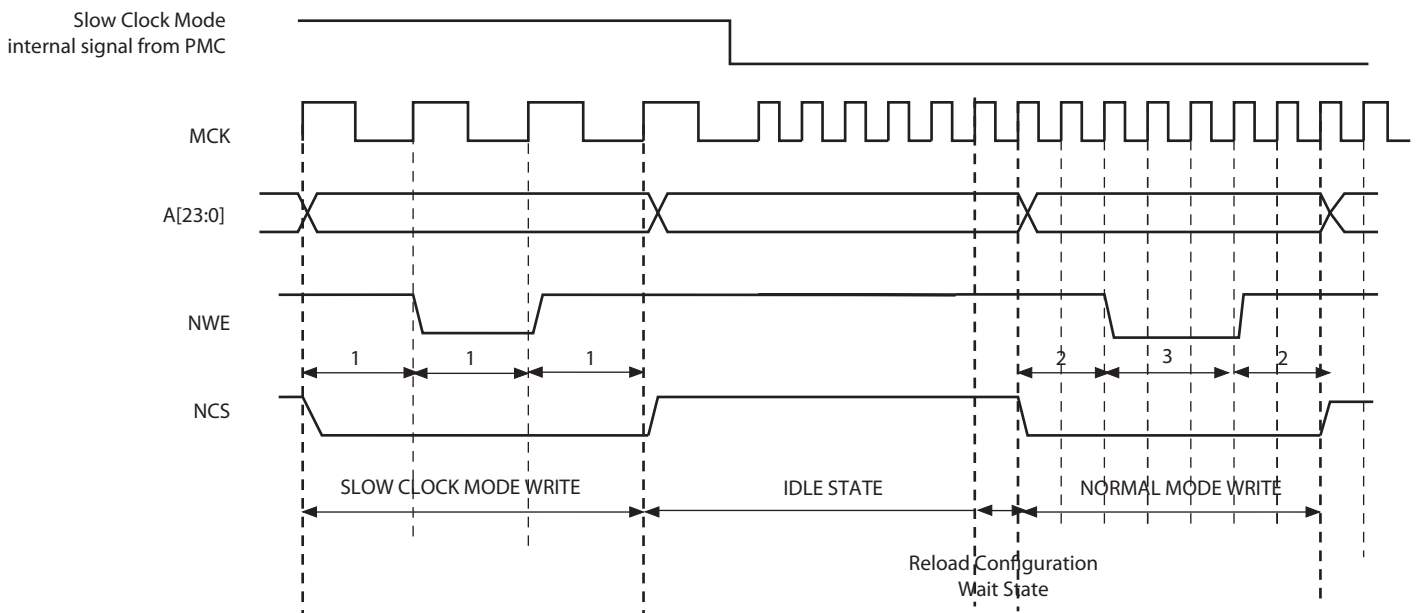 Slow Clock Mode
internal signal from PMC
MCK
A[23:0]
NWE
1 1 1 2 3 2
NCS
SLOW CLOCK MODE WRITE IDLE STATE NORMAL MODE WRITE
Reload Configuration
Wait State